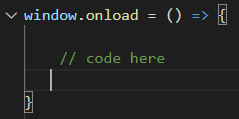 window.onload = () => {
// code here
}